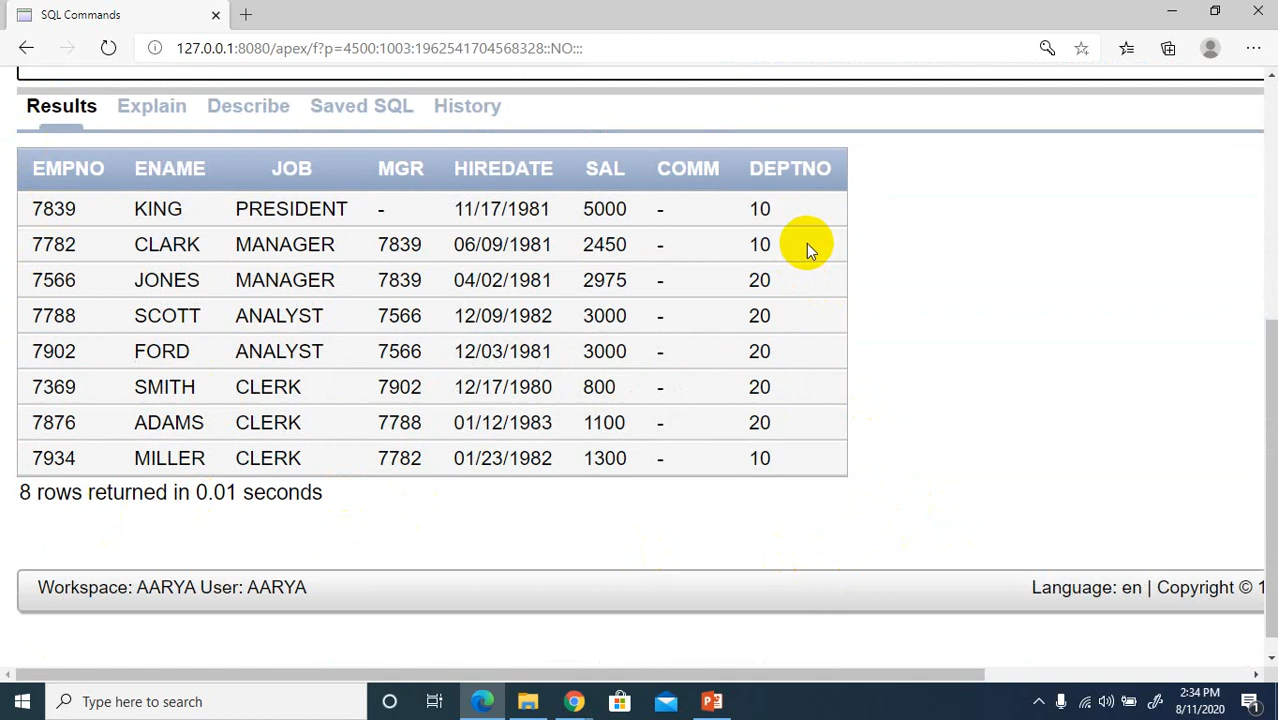 SQL Commands
127.0.0.1:8080/apex/f?p=4500:1003:1962541704568328::NO:::
Results Explain Describe Saved SQL History
EMPNO ENAME JOB MGR HIREDATE SAL COMM DEPTNO
7839 KING PRESIDENT - 11/17/1981 5000 - 10
7782 CLARK MANAGER 7839 06/09/1981 2450 - 10
7566 JONES MANAGER 7839 04/02/1981 2975 - 20
7788 SCOTT ANALYST 7566 12/09/1982 3000 - 20
7902 FORD ANALYST 7566 12/03/1981 3000 - 20
7369 SMITH CLERK 7902 12/17/1980 800 - 20
7876 ADAMS CLERK 7788 01/12/1983 1100 - 20
7934 MILLER CLERK 7782 01/23/1982 1300 - 10
8 rows returned in 0.01 seconds
Workspace: AARYA User: AARYA Language: en | Copyright © 1
Type here to search
2:34 PM
8/11/2020
1